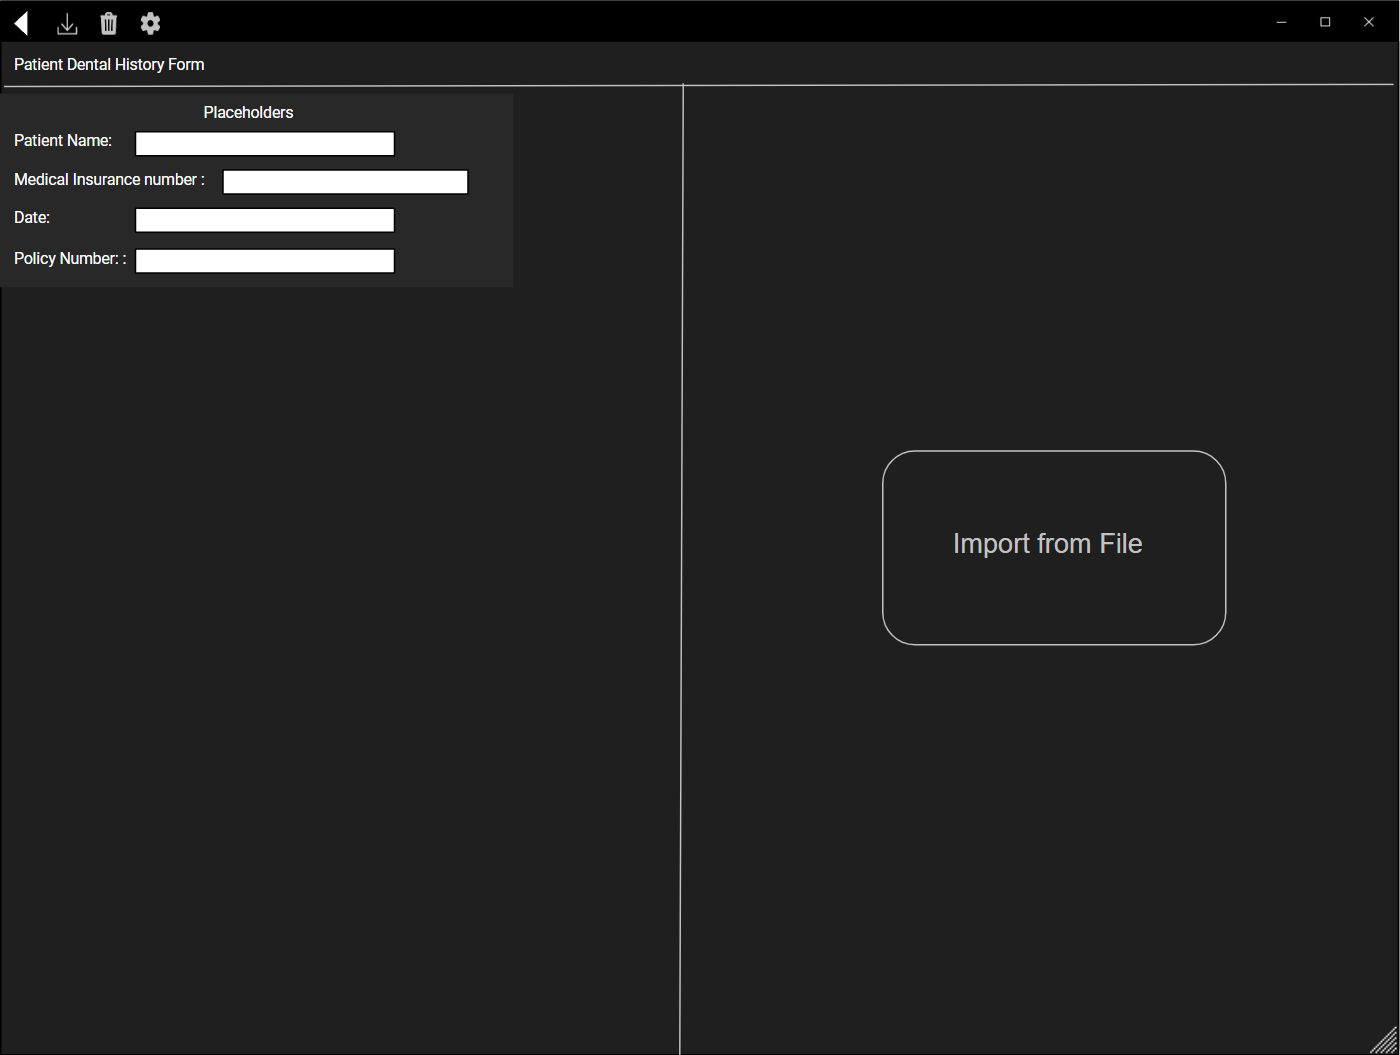 Patient Dental History Form
Placeholders
Patient Name:
Medical Insurance number :
Date:
Policy Number: :
Import from File